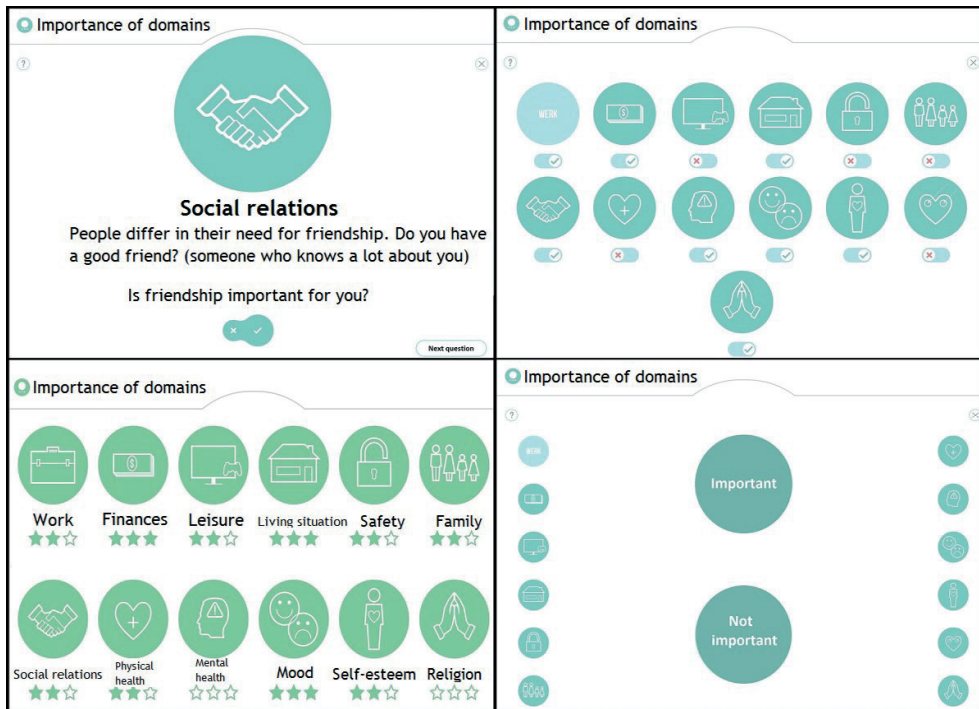 Importance of domains
?
Social relations
People differ in their need for friendship. Do you have
a good friend? (someone who knows a lot about you)
Is friendship important for you?
Next question
Importance of domains
?
WERK
$
Importance of domains
$
Work
Finances
Leisure
Living situation
Safety
Family
Social relations
Physical
health
Mental
health
Mood
Self-esteem
Religion
Importance of domains
?
WERK
Important
Not
important